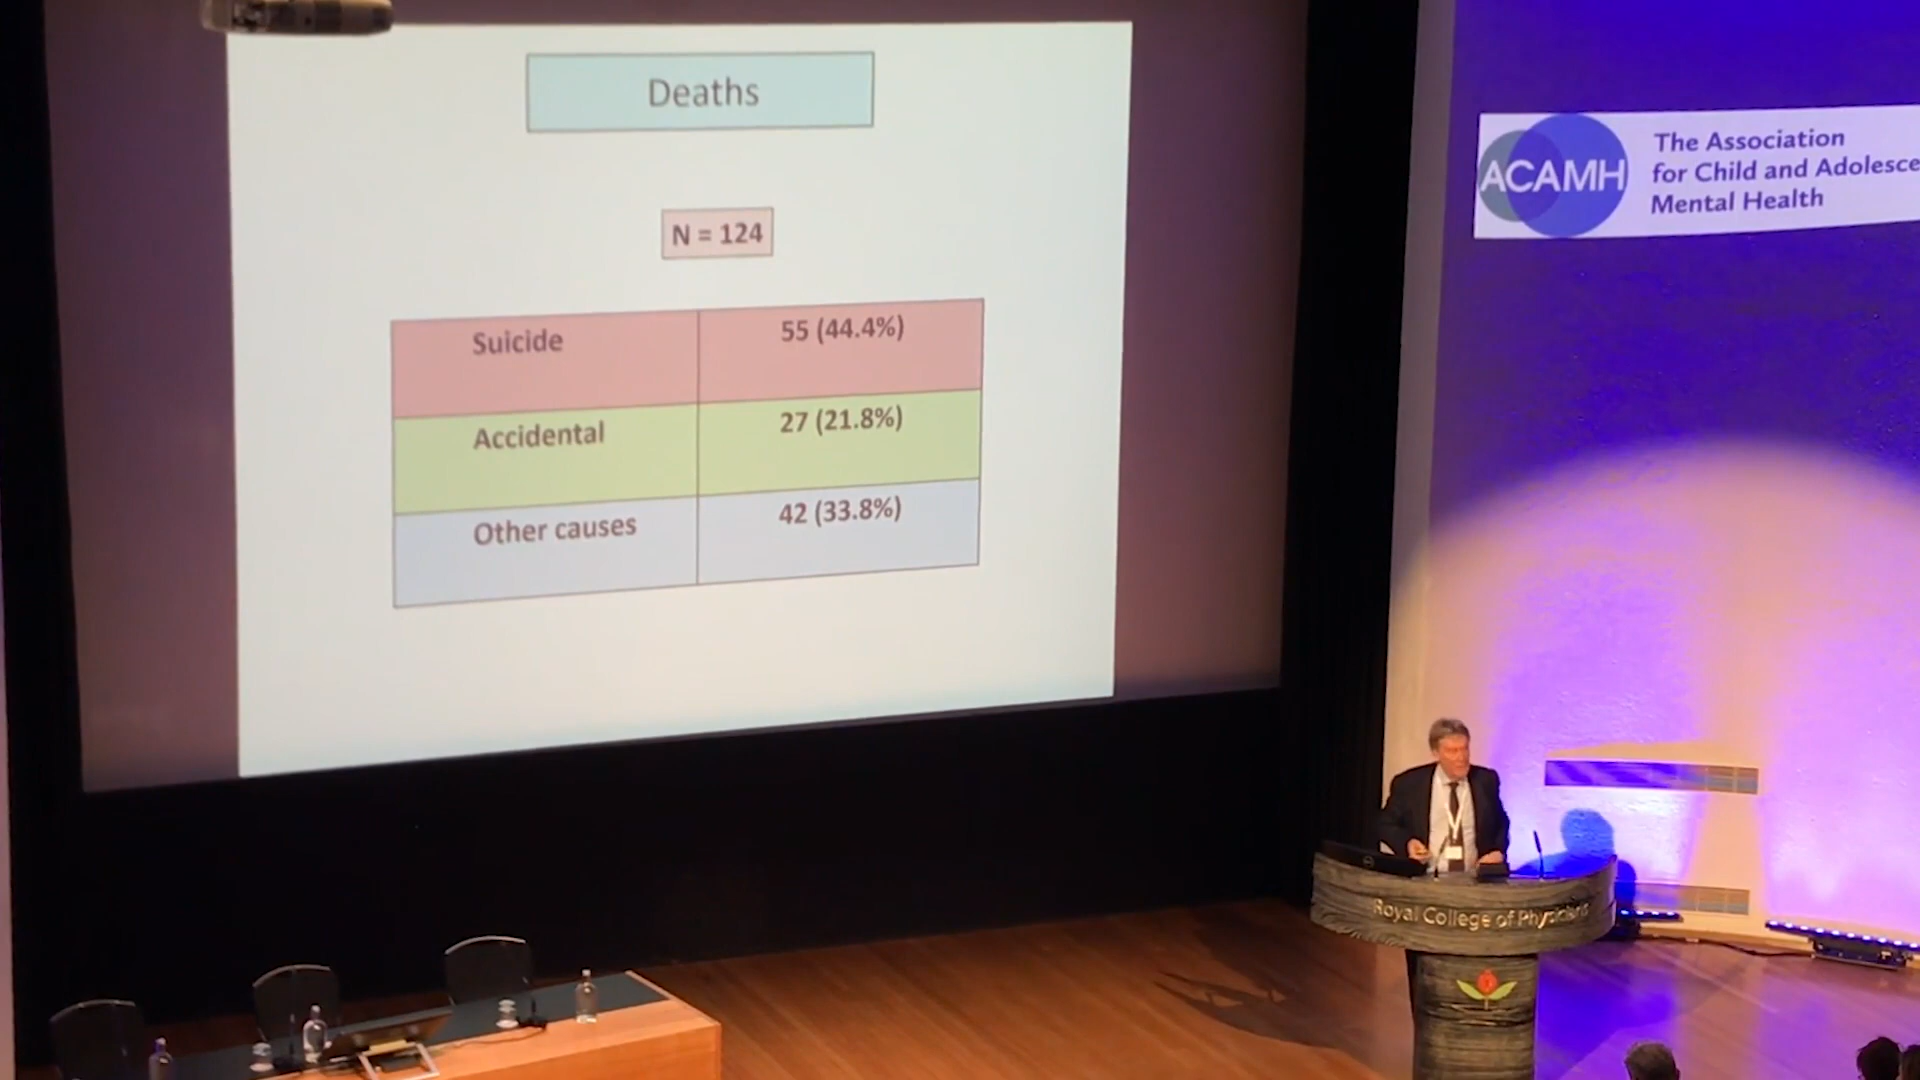 Deaths
N = 124
Suicide 55 (44.4%)
Accidental 27 (21.8%)
Other causes 42 (33.8%)
ACAMH
The Association
for Child and Adolesce
Mental Health
Royal College of Physicians